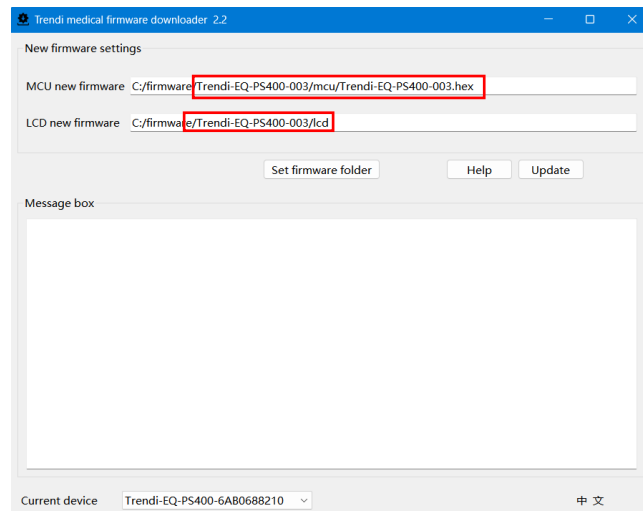 Trendi medical firmware downloader 2.2
New firmware settings
MCU new firmware C:/firmware/Trendi-EQ-PS400-003/mcu/Trendi-EQ-PS400-003.hex
LCD new firmware C:/firmware/Trendi-EQ-PS400-003/lcd
Set firmware folder Help Update
Message box
Current device Trendi-EQ-PS400-6AB0688210 中 文